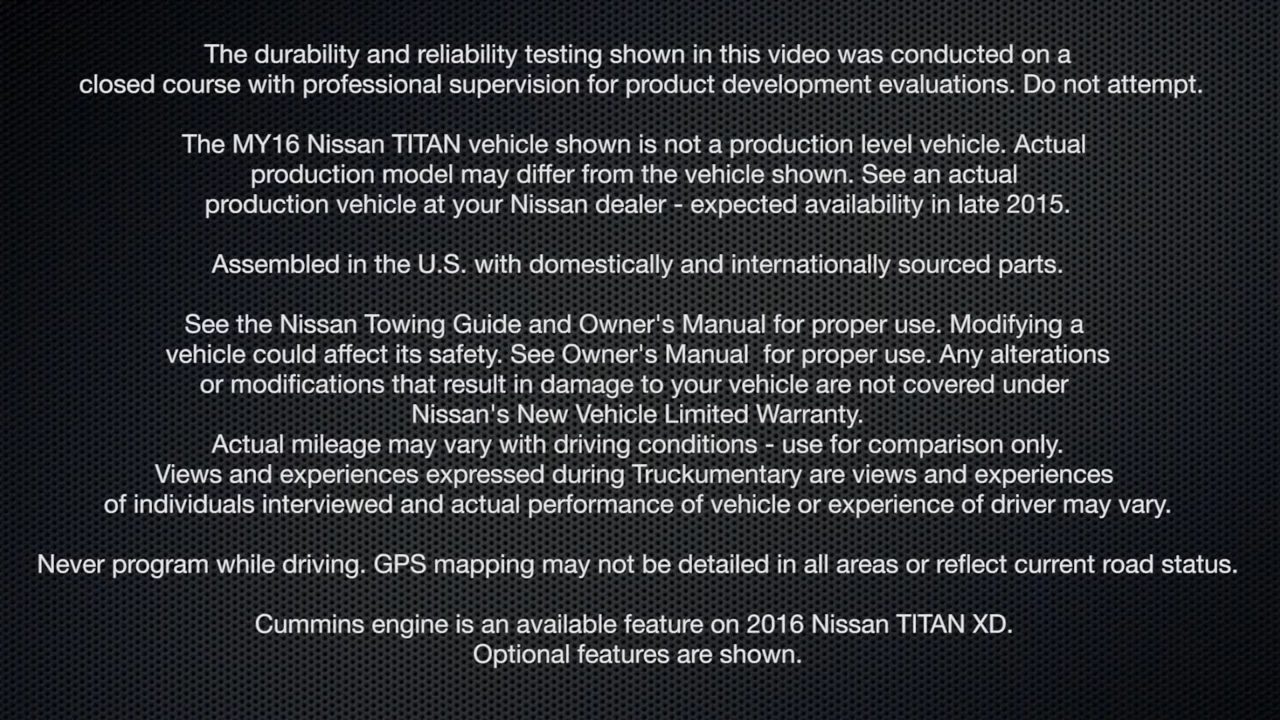 The durability and reliability testing shown in this video was conducted on a
closed course with professional supervision for product development evaluations. Do not attempt.
The MY16 Nissan TITAN vehicle shown is not a production level vehicle. Actual
production model may differ from the vehicle shown. See an actual
production vehicle at your Nissan dealer - expected availability in late 2015.
Assembled in the U.S. with domestically and internationally sourced parts.
See the Nissan Towing Guide and Owner's Manual for proper use. Modifying a
vehicle could affect its safety. See Owner's Manual  for proper use. Any alterations
or modifications that result in damage to your vehicle are not covered under
Nissan's New Vehicle Limited Warranty.
Actual mileage may vary with driving conditions - use for comparison only.
Views and experiences expressed during Truckumentary are views and experiences
of individuals interviewed and actual performance of vehicle or experience of driver may vary.
Never program while driving. GPS mapping may not be detailed in all areas or reflect current road status.
Cummins engine is an available feature on 2016 Nissan TITAN XD.
Optional features are shown.